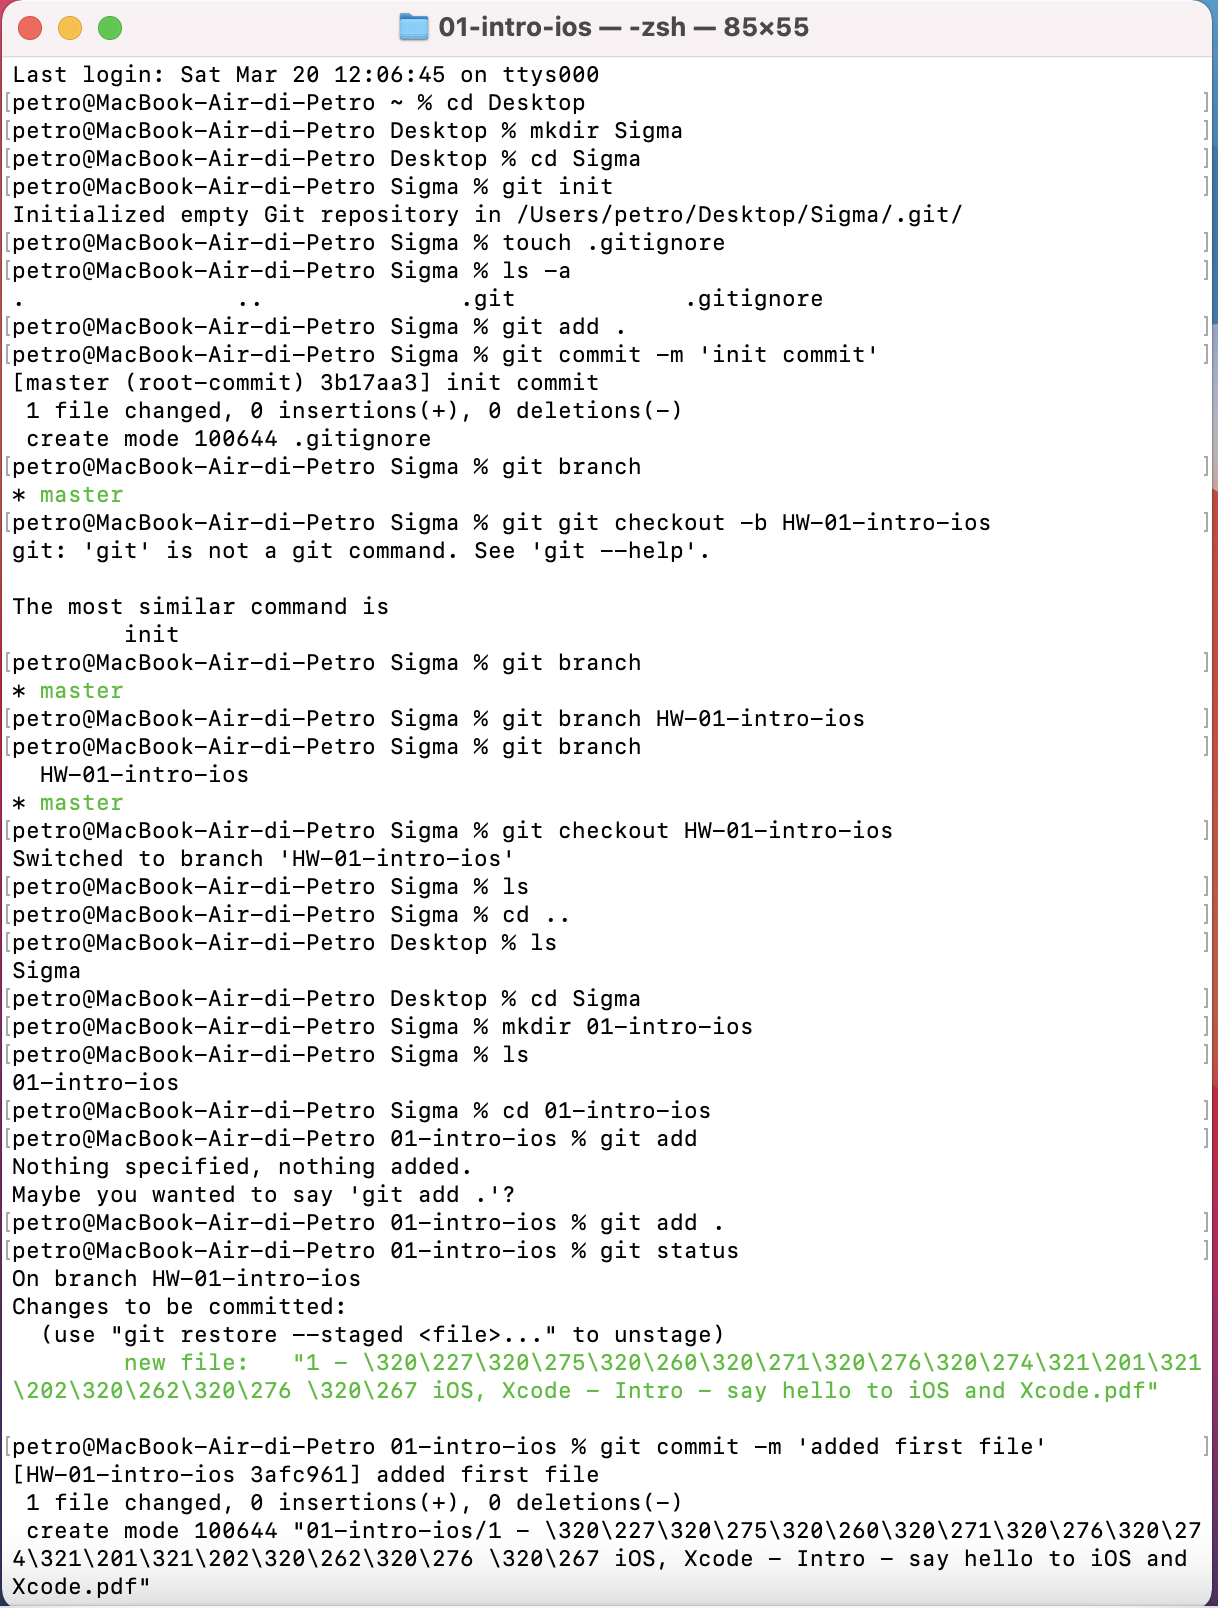 01-intro-ios — -zsh — 85×55
Last login: Sat Mar 20 12:06:45 on ttys000
[petro@MacBook-Air-di-Petro ~ % cd Desktop ]
[petro@MacBook-Air-di-Petro Desktop % mkdir Sigma ]
[petro@MacBook-Air-di-Petro Desktop % cd Sigma ]
[petro@MacBook-Air-di-Petro Sigma % git init ]
Initialized empty Git repository in /Users/petro/Desktop/Sigma/.git/
[petro@MacBook-Air-di-Petro Sigma % touch .gitignore ]
[petro@MacBook-Air-di-Petro Sigma % ls -a ]
. .. .git .gitignore
[petro@MacBook-Air-di-Petro Sigma % git add . ]
[petro@MacBook-Air-di-Petro Sigma % git commit -m 'init commit' ]
[master (root-commit) 3b17aa3] init commit
 1 file changed, 0 insertions(+), 0 deletions(-)
 create mode 100644 .gitignore
[petro@MacBook-Air-di-Petro Sigma % git branch ]
* master
[petro@MacBook-Air-di-Petro Sigma % git git checkout -b HW-01-intro-ios ]
git: 'git' is not a git command. See 'git --help'.

The most similar command is
        init
[petro@MacBook-Air-di-Petro Sigma % git branch ]
* master
[petro@MacBook-Air-di-Petro Sigma % git branch HW-01-intro-ios ]
[petro@MacBook-Air-di-Petro Sigma % git branch ]
  HW-01-intro-ios
* master
[petro@MacBook-Air-di-Petro Sigma % git checkout HW-01-intro-ios ]
Switched to branch 'HW-01-intro-ios'
[petro@MacBook-Air-di-Petro Sigma % ls ]
[petro@MacBook-Air-di-Petro Sigma % cd .. ]
[petro@MacBook-Air-di-Petro Desktop % ls ]
Sigma
[petro@MacBook-Air-di-Petro Desktop % cd Sigma ]
[petro@MacBook-Air-di-Petro Sigma % mkdir 01-intro-ios ]
[petro@MacBook-Air-di-Petro Sigma % ls ]
01-intro-ios
[petro@MacBook-Air-di-Petro Sigma % cd 01-intro-ios ]
[petro@MacBook-Air-di-Petro 01-intro-ios % git add ]
Nothing specified, nothing added.
Maybe you wanted to say 'git add .'?
[petro@MacBook-Air-di-Petro 01-intro-ios % git add . ]
[petro@MacBook-Air-di-Petro 01-intro-ios % git status ]
On branch HW-01-intro-ios
Changes to be committed:
  (use "git restore --staged <file>..." to unstage)
        new file:   "1 - \320\227\320\275\320\260\320\271\320\276\320\274\321\201\321
\202\320\262\320\276 \320\267 iOS, Xcode - Intro - say hello to iOS and Xcode.pdf"

[petro@MacBook-Air-di-Petro 01-intro-ios % git commit -m 'added first file' ]
[HW-01-intro-ios 3afc961] added first file
 1 file changed, 0 insertions(+), 0 deletions(-)
 create mode 100644 "01-intro-ios/1 - \320\227\320\275\320\260\320\271\320\276\320\27
4\321\201\321\202\320\262\320\276 \320\267 iOS, Xcode - Intro - say hello to iOS and
Xcode.pdf"